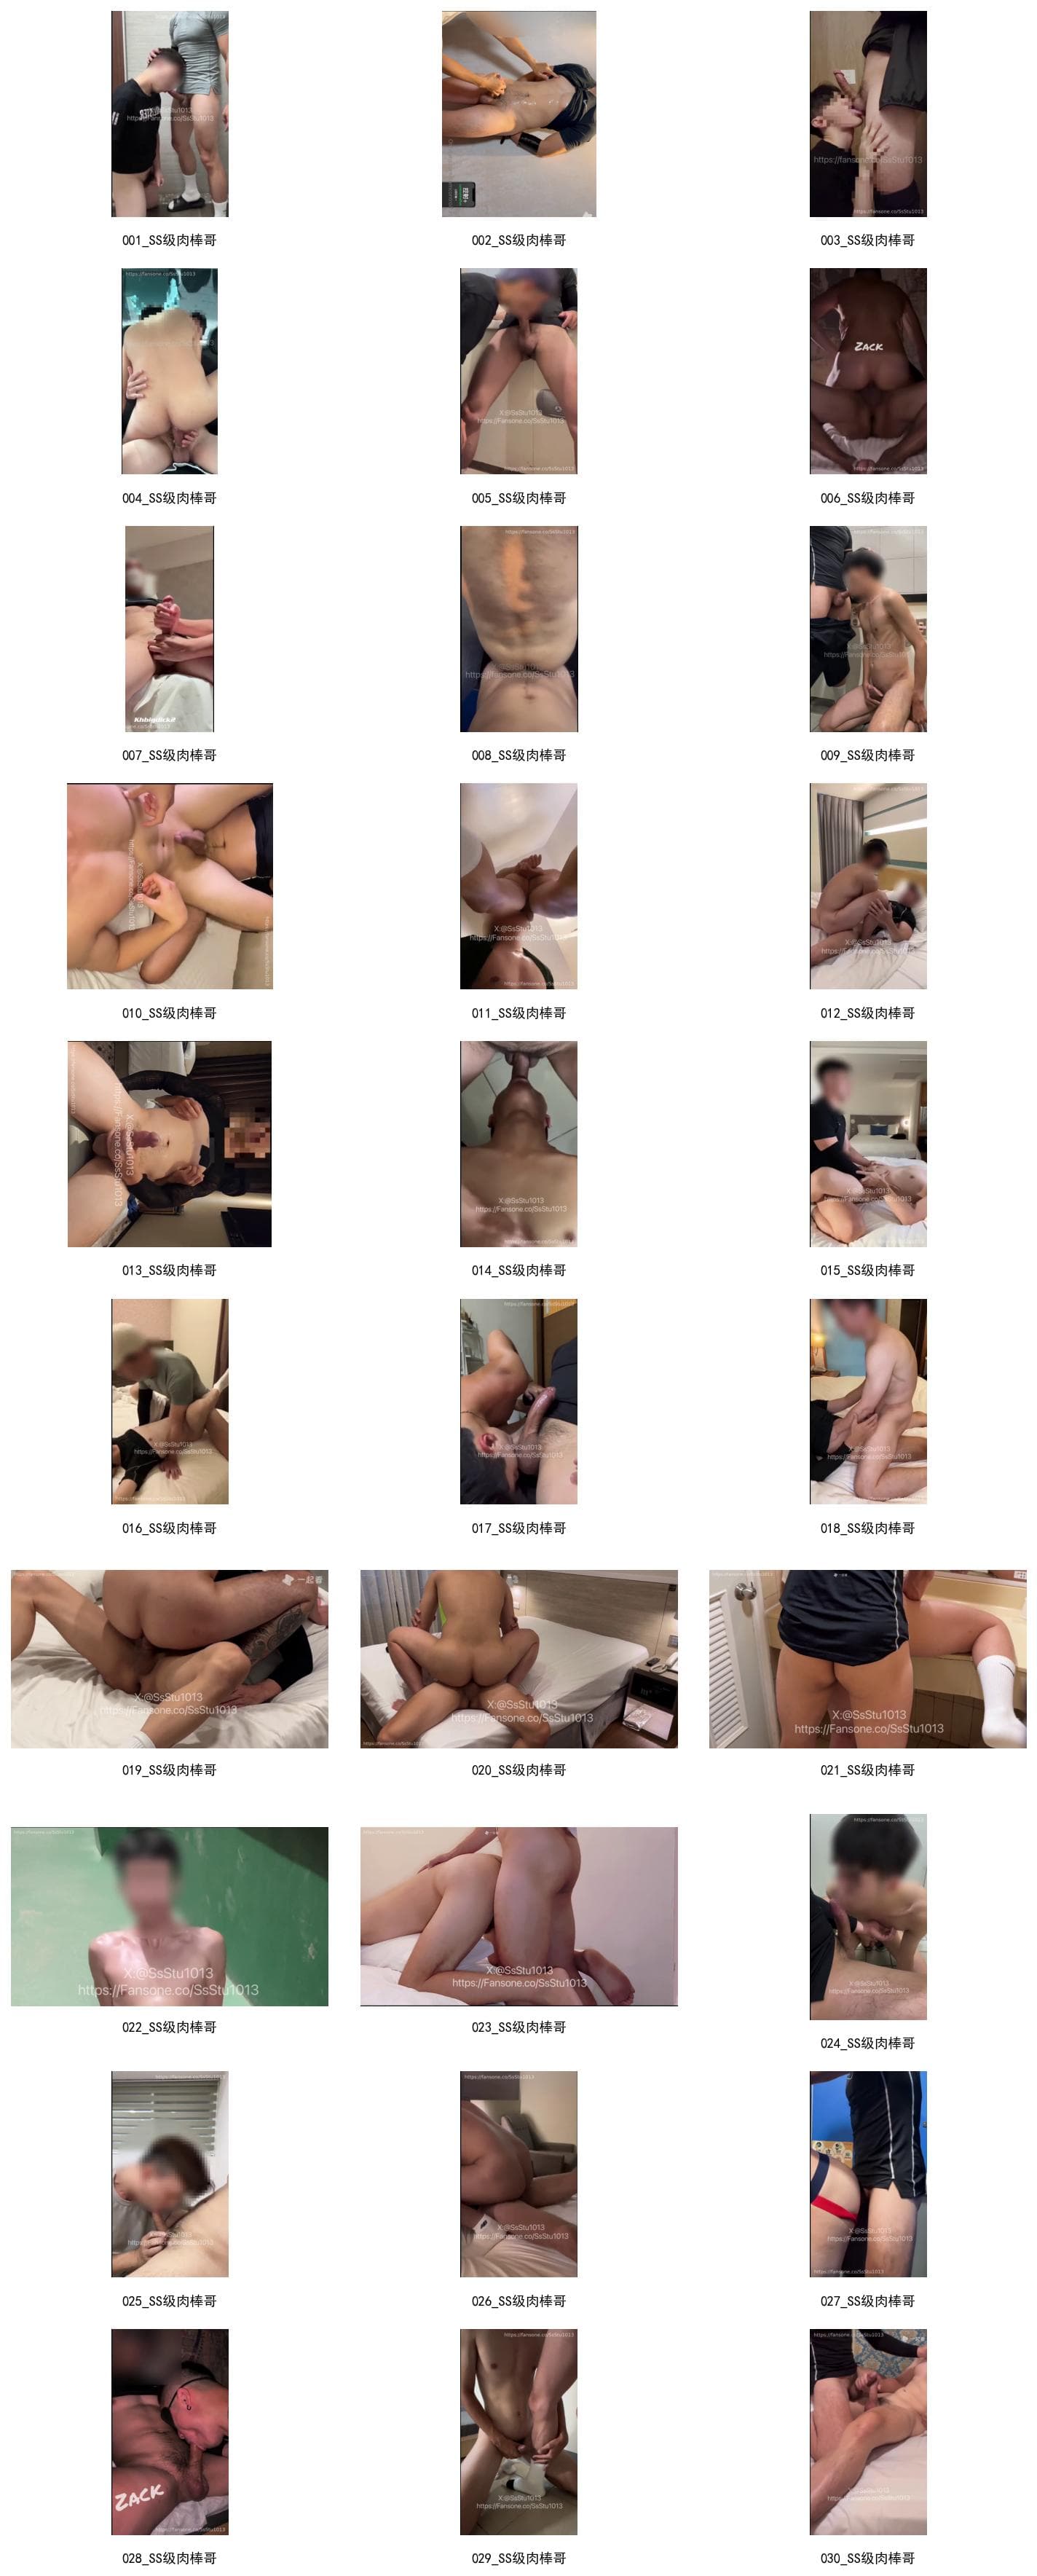 X:@SsStu1013
https://Fansone.co/SsStu1013
001_SS级肉棒哥
002_SS级肉棒哥
https://fansone.co/SsStu1013
https://fansone.co/SsStu1013
003_SS级肉棒哥
https://fansone.co/SsStu1013
004_SS级肉棒哥
X:@SsStu1013
https://Fansone.co/SsStu1013
https://fansone.co/SsStu1013
005_SS级肉棒哥
ZACK
https://fansone.co/SsStu1013
006_SS级肉棒哥
007_SS级肉棒哥
https://fansone.co/SsStu1013
https://fansone.co/SsStu1013
008_SS级肉棒哥
https://fansone.co/SsStu1013
X:@SsStu1013
https://Fansone.co/SsStu1013
009_SS级肉棒哥
X:@SsStu1013
https://Fansone.co/SsStu1013
010_SS级肉棒哥
X:@SsStu1013
https://Fansone.co/SsStu1013
https://fansone.co/SsStu1013
011_SS级肉棒哥
https://fansone.co/SsStu1013
X:@SsStu1013
https://Fansone.co/SsStu1013
012_SS级肉棒哥
X:@SsStu1013
https://Fansone.co/SsStu1013
013_SS级肉棒哥
X:@SsStu1013
https://Fansone.co/SsStu1013
014_SS级肉棒哥
X:@SsStu1013
https://Fansone.co/SsStu1013
015_SS级肉棒哥
X:@SsStu1013
https://Fansone.co/SsStu1013
https://fansone.co/SsStu1013
016_SS级肉棒哥
https://fansone.co/SsStu1013
X:@SsStu1013
https://Fansone.co/SsStu1013
017_SS级肉棒哥
X:@SsStu1013
https://Fansone.co/SsStu1013
018_SS级肉棒哥
https://fansone.co/SsStu1013
一起看
X:@SsStu1013
https://Fansone.co/SsStu1013
019_SS级肉棒哥
X:@SsStu1013
https://Fansone.co/SsStu1013
https://fansone.co/SsStu1013
020_SS级肉棒哥
https://fansone.co/SsStu1013
X:@SsStu1013
https://Fansone.co/SsStu1013
021_SS级肉棒哥
https://fansone.co/SsStu1013
X:@SsStu1013
https://Fansone.co/SsStu1013
022_SS级肉棒哥
https://fansone.co/SsStu1013
X:@SsStu1013
https://Fansone.co/SsStu1013
023_SS级肉棒哥
https://fansone.co/SsStu1013
X:@SsStu1013
https://Fansone.co/SsStu1013
024_SS级肉棒哥
https://fansone.co/SsStu1013
X:@SsStu1013
https://Fansone.co/SsStu1013
025_SS级肉棒哥
https://fansone.co/SsStu1013
X:@SsStu1013
https://Fansone.co/SsStu1013
026_SS级肉棒哥
X:@SsStu1013
https://Fansone.co/SsStu1013
https://fansone.co/SsStu1013
027_SS级肉棒哥
ZACK
https://fansone.co/SsStu1013
028_SS级肉棒哥
https://fansone.co/SsStu1013
X:@SsStu1013
https://Fansone.co/SsStu1013
029_SS级肉棒哥
https://fansone.co/SsStu1013
X:@SsStu1013
https://Fansone.co/SsStu1013
030_SS级肉棒哥